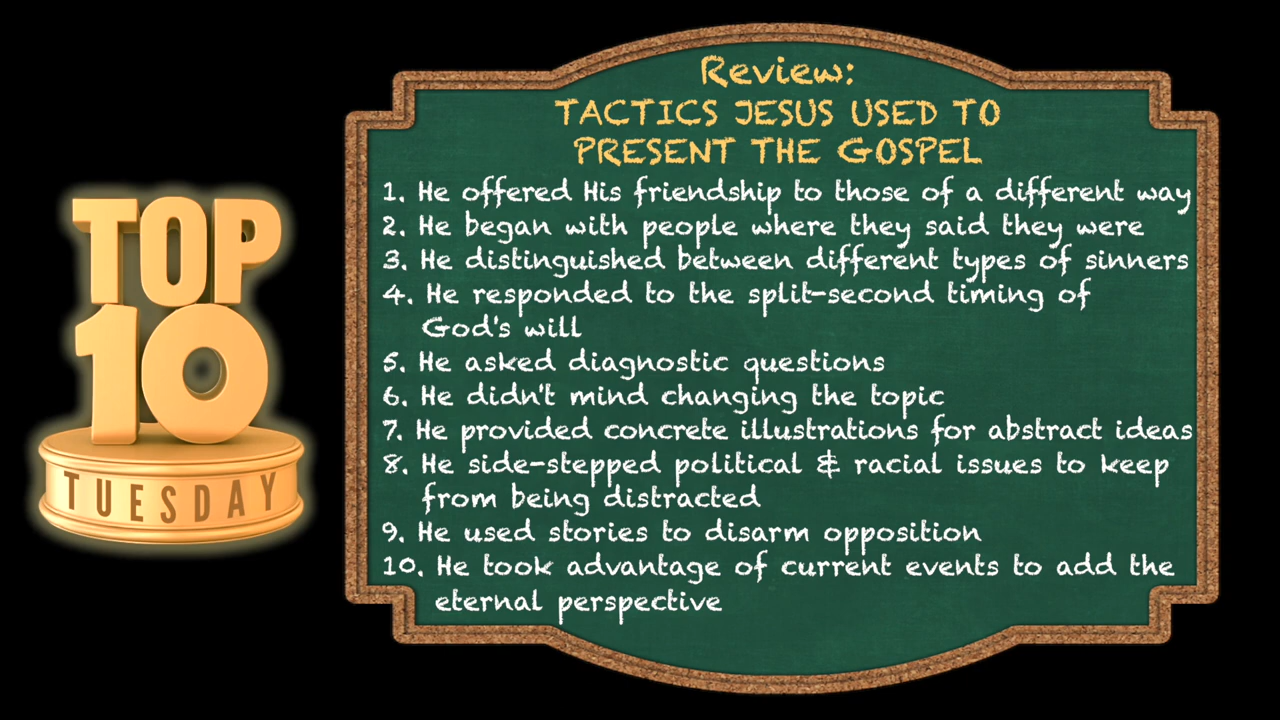 TOP
10
TUESDAY
Review:
TACTICS JESUS USED TO
PRESENT THE GOSPEL
1. He offered His friendship to those of a different way
2. He began with people where they said they were
3. He distinguished between different types of sinners
4. He responded to the split-second timing of
God's will
5. He asked diagnostic questions
6. He didn't mind changing the topic
7. He provided concrete illustrations for abstract ideas
8. He side-stepped political & racial issues to keep
from being distracted
9. He used stories to disarm opposition
10. He took advantage of current events to add the
eternal perspective